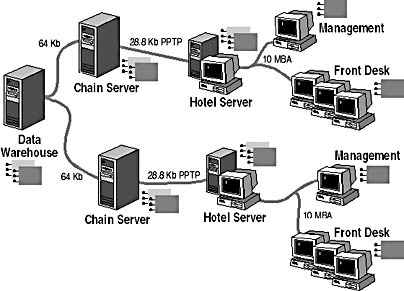 Management
64 Kb
28.8 Kb PPTP
10 MBA
Front Desk
Chain Server
Hotel Server
Data
Warehouse
Management
64 Kb
28.8 Kb PPTP
Chain Server
Hotel Server
10 MBA
Front Desk